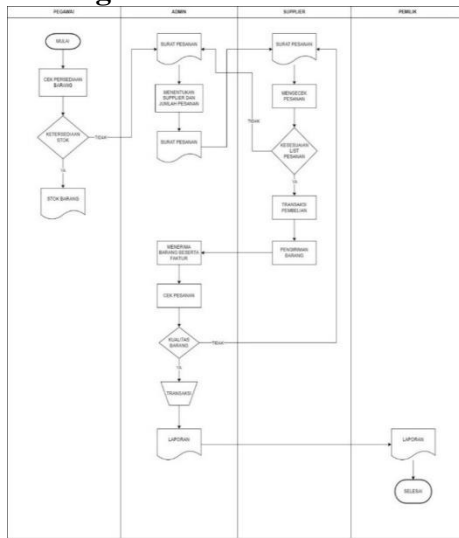 PEGAWAI
ADMIN
SUPPLIER
PEMILIK
MULAI
SURAT PESANAN
SURAT PESANAN
CEK PERSEDIAAN
BARANG
MENENTUKAN
SUPPLIER DAN
JUMLAH PESANAN
MENGECEK
PESANAN
KETERSEDIAAN
STOK
TIDAK
SURAT PESANAN
TIDAK
KESESUAIAN
LIST
PESANAN
YA
STOK BARANG
YA
TRANSAKSI
PEMBELIAN
MENERIMA
BARANG BESERTA
FAKTUR
PENGIRIMAN
BARANG
CEK PESANAN
KUALITAS
BARANG
TIDAK
YA
TRANSAKSI
LAPORAN
LAPORAN
SELESAI